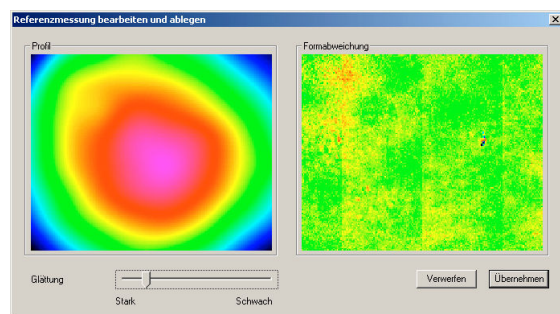 Referenzmessung bearbeiten und ablegen
Profil
Formabweichung
Glättung
Stark
Schwach
Verwerfen
Übernehmen